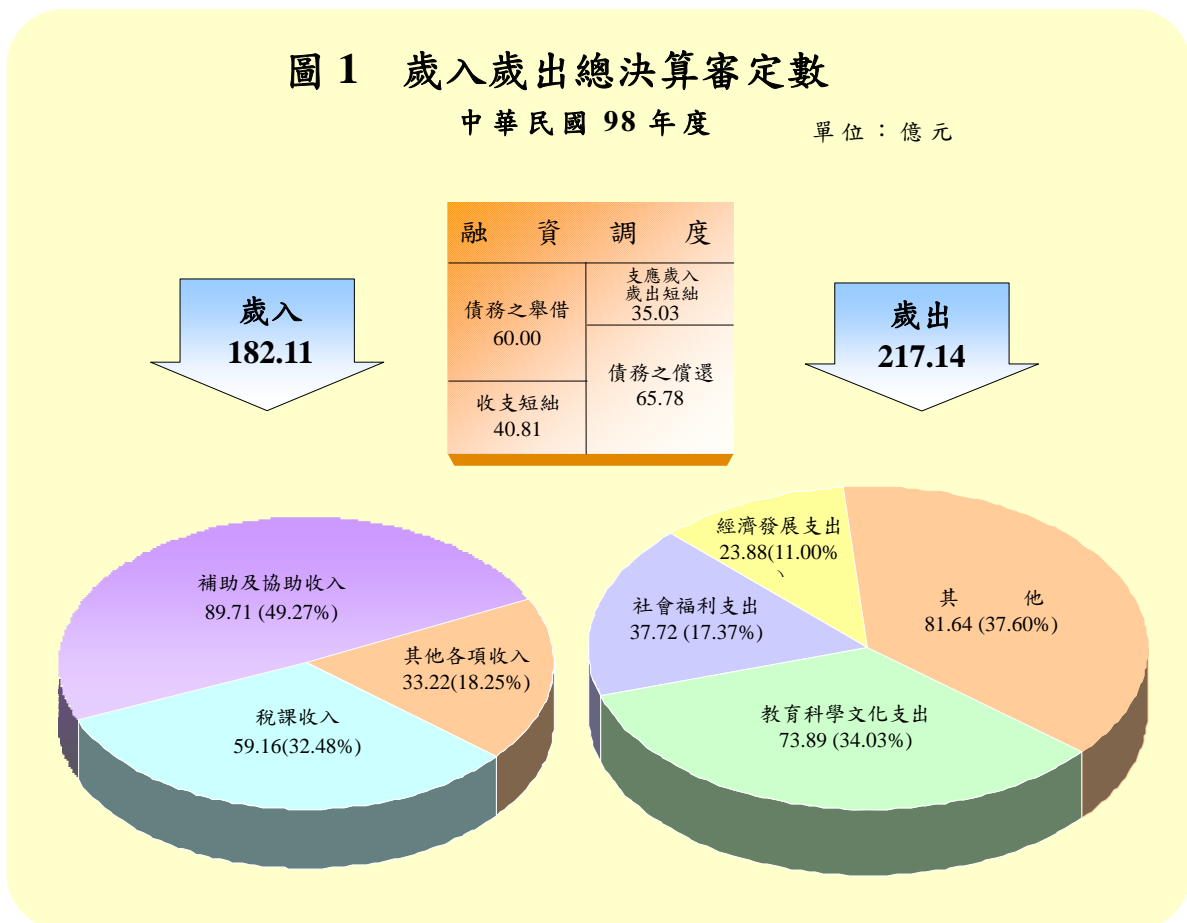 圖 1 歲入歲出總決算審定數
中華民國 98 年度
單位：億元
融資調度
債務之舉借
60.00
收支短絀
40.81
支應歲入
歲出短絀
35.03
債務之償還
65.78
歲入
182.11
歲出
217.14
補助及協助收入
89.71 (49.27%)
其他各項收入
33.22(18.25%)
稅課收入
59.16(32.48%)
經濟發展支出
23.88(11.00%
)
社會福利支出
37.72 (17.37%)
其他
81.64 (37.60%)
教育科學文化支出
73.89 (34.03%)